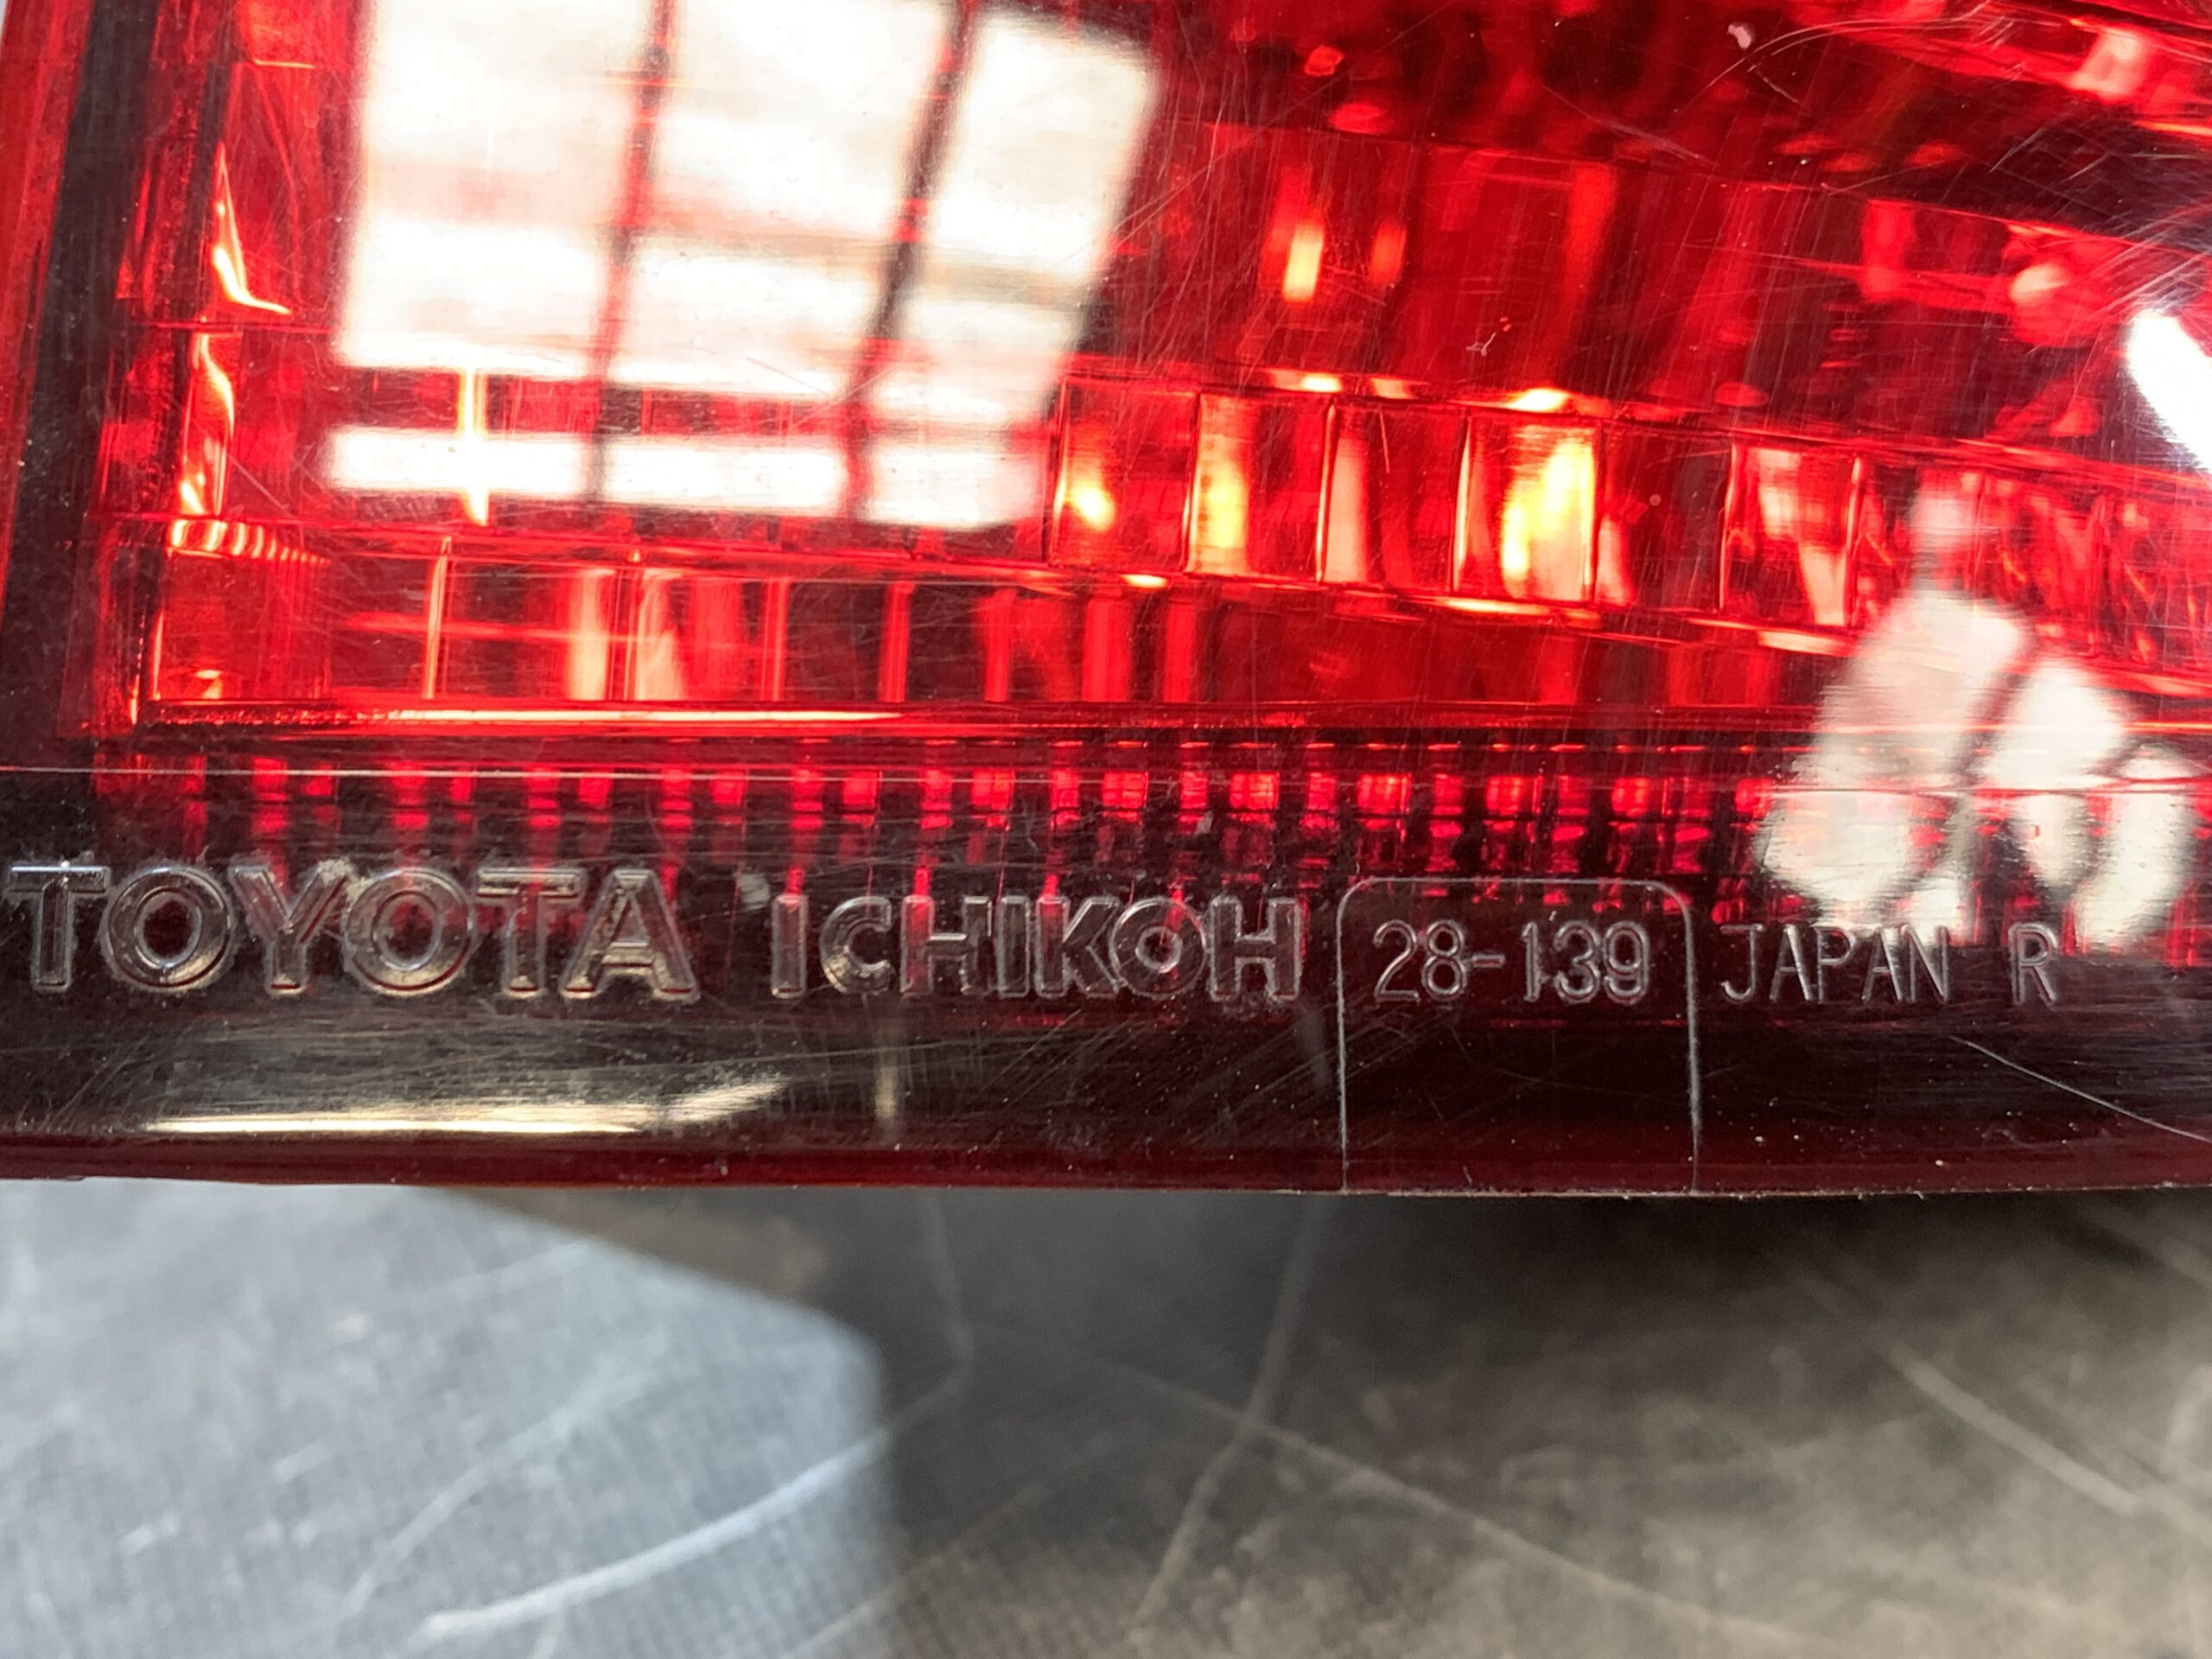 TOYOTA ICHIKOH 28-139 JAPAN R